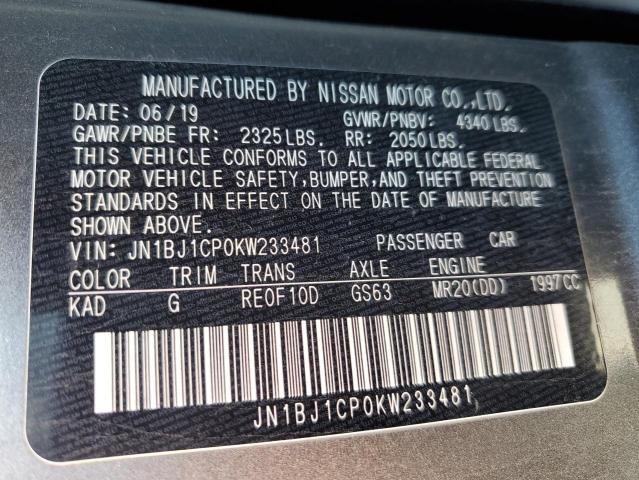 MANUFACTURED BY NISSAN MOTOR CO.,LTD.
DATE: 06/19 GVWR/PNBV: 4340 LBS.
GAWR/PNBE FR: 2325 LBS. RR: 2050 LBS.
THIS VEHICLE CONFORMS TO ALL APPLICABLE FEDERAL
MOTOR VEHICLE SAFETY, BUMPER, AND THEFT PREVENTION
STANDARDS IN EFFECT ON THE DATE OF MANUFACTURE
SHOWN ABOVE.
VIN: JN1BJ1CP0KW233481 PASSENGER CAR
COLOR TRIM TRANS AXLE ENGINE
KAD G RE0F10D GS63 MR20(DD) 1997CC
JN1BJ1CP0KW233481